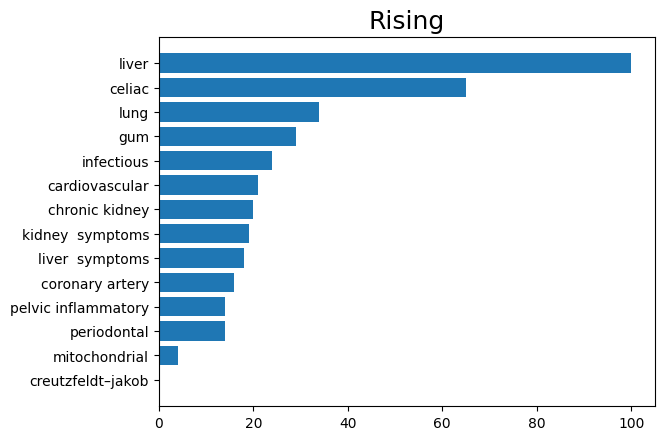 Rising
liver
celiac
lung
gum
infectious
cardiovascular
chronic kidney
kidney  symptoms
liver  symptoms
coronary artery
pelvic inflammatory
periodontal
mitochondrial
creutzfeldt–jakob
0 20 40 60 80 100